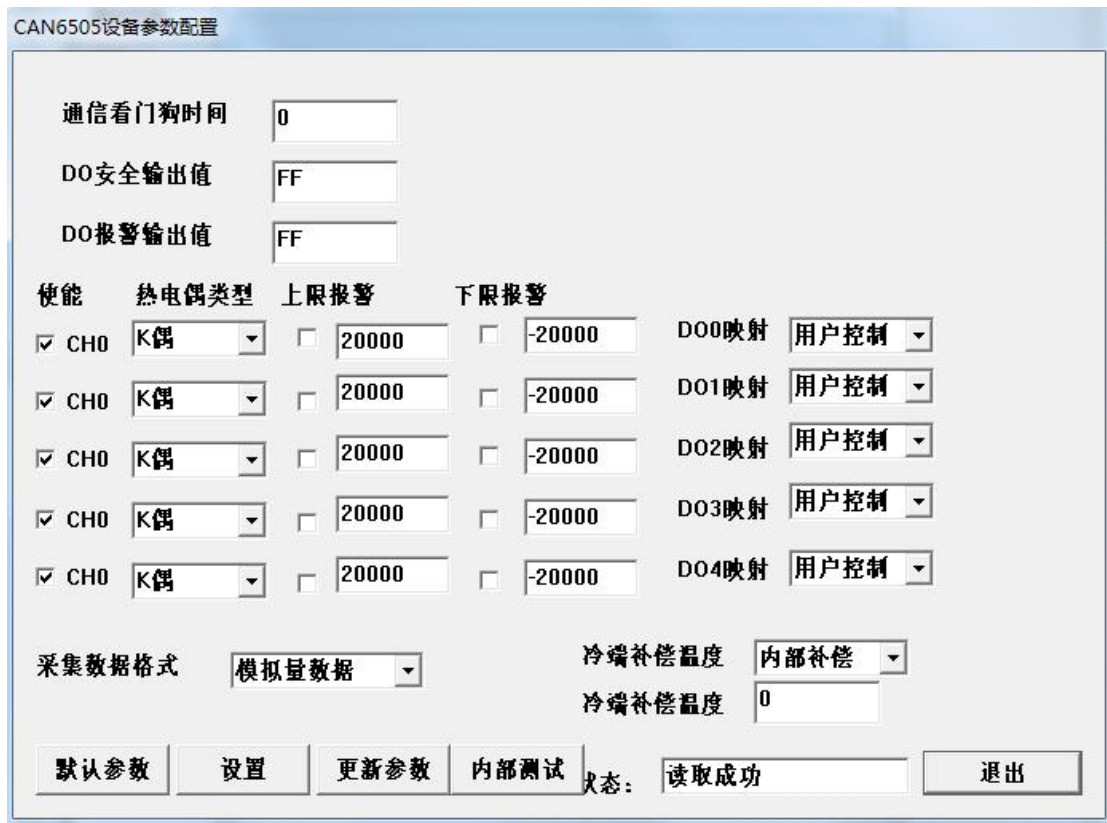 CAN6505设备参数配置
通信看门狗时间 0
DO安全输出值 FF
DO报警输出值 FF
使能 热电偶类型 上限报警 下限报警
CH0 K偶 20000 -20000 DO0映射 用户控制
CH0 K偶 20000 -20000 DO1映射 用户控制
CH0 K偶 20000 -20000 DO2映射 用户控制
CH0 K偶 20000 -20000 DO3映射 用户控制
CH0 K偶 20000 -20000 DO4映射 用户控制
采集数据格式 模拟量数据 冷端补偿温度 内部补偿
冷端补偿温度 0
默认参数 设置 更新参数 内部测试 状态: 读取成功 退出